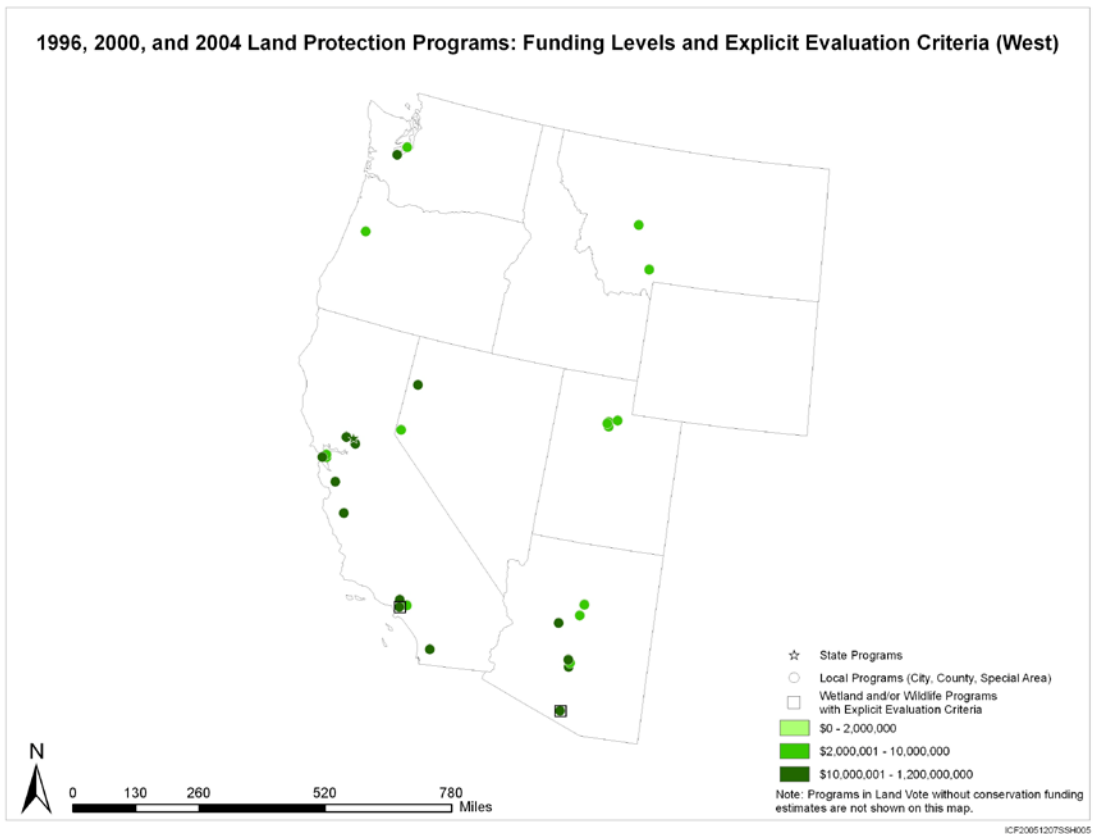 1996, 2000, and 2004 Land Protection Programs: Funding Levels and Explicit Evaluation Criteria (West)
State Programs
Local Programs (City, County, Special Area)
Wetland and/or Wildlife Programs
with Explicit Evaluation Criteria
$0 - 2,000,000
$2,000,001 - 10,000,000
$10,000,001 - 1,200,000,000
Note: Programs in Land Vote without conservation funding
estimates are not shown on this map.
N
0 130 260 520 780
Miles
ICF20051207SSH005